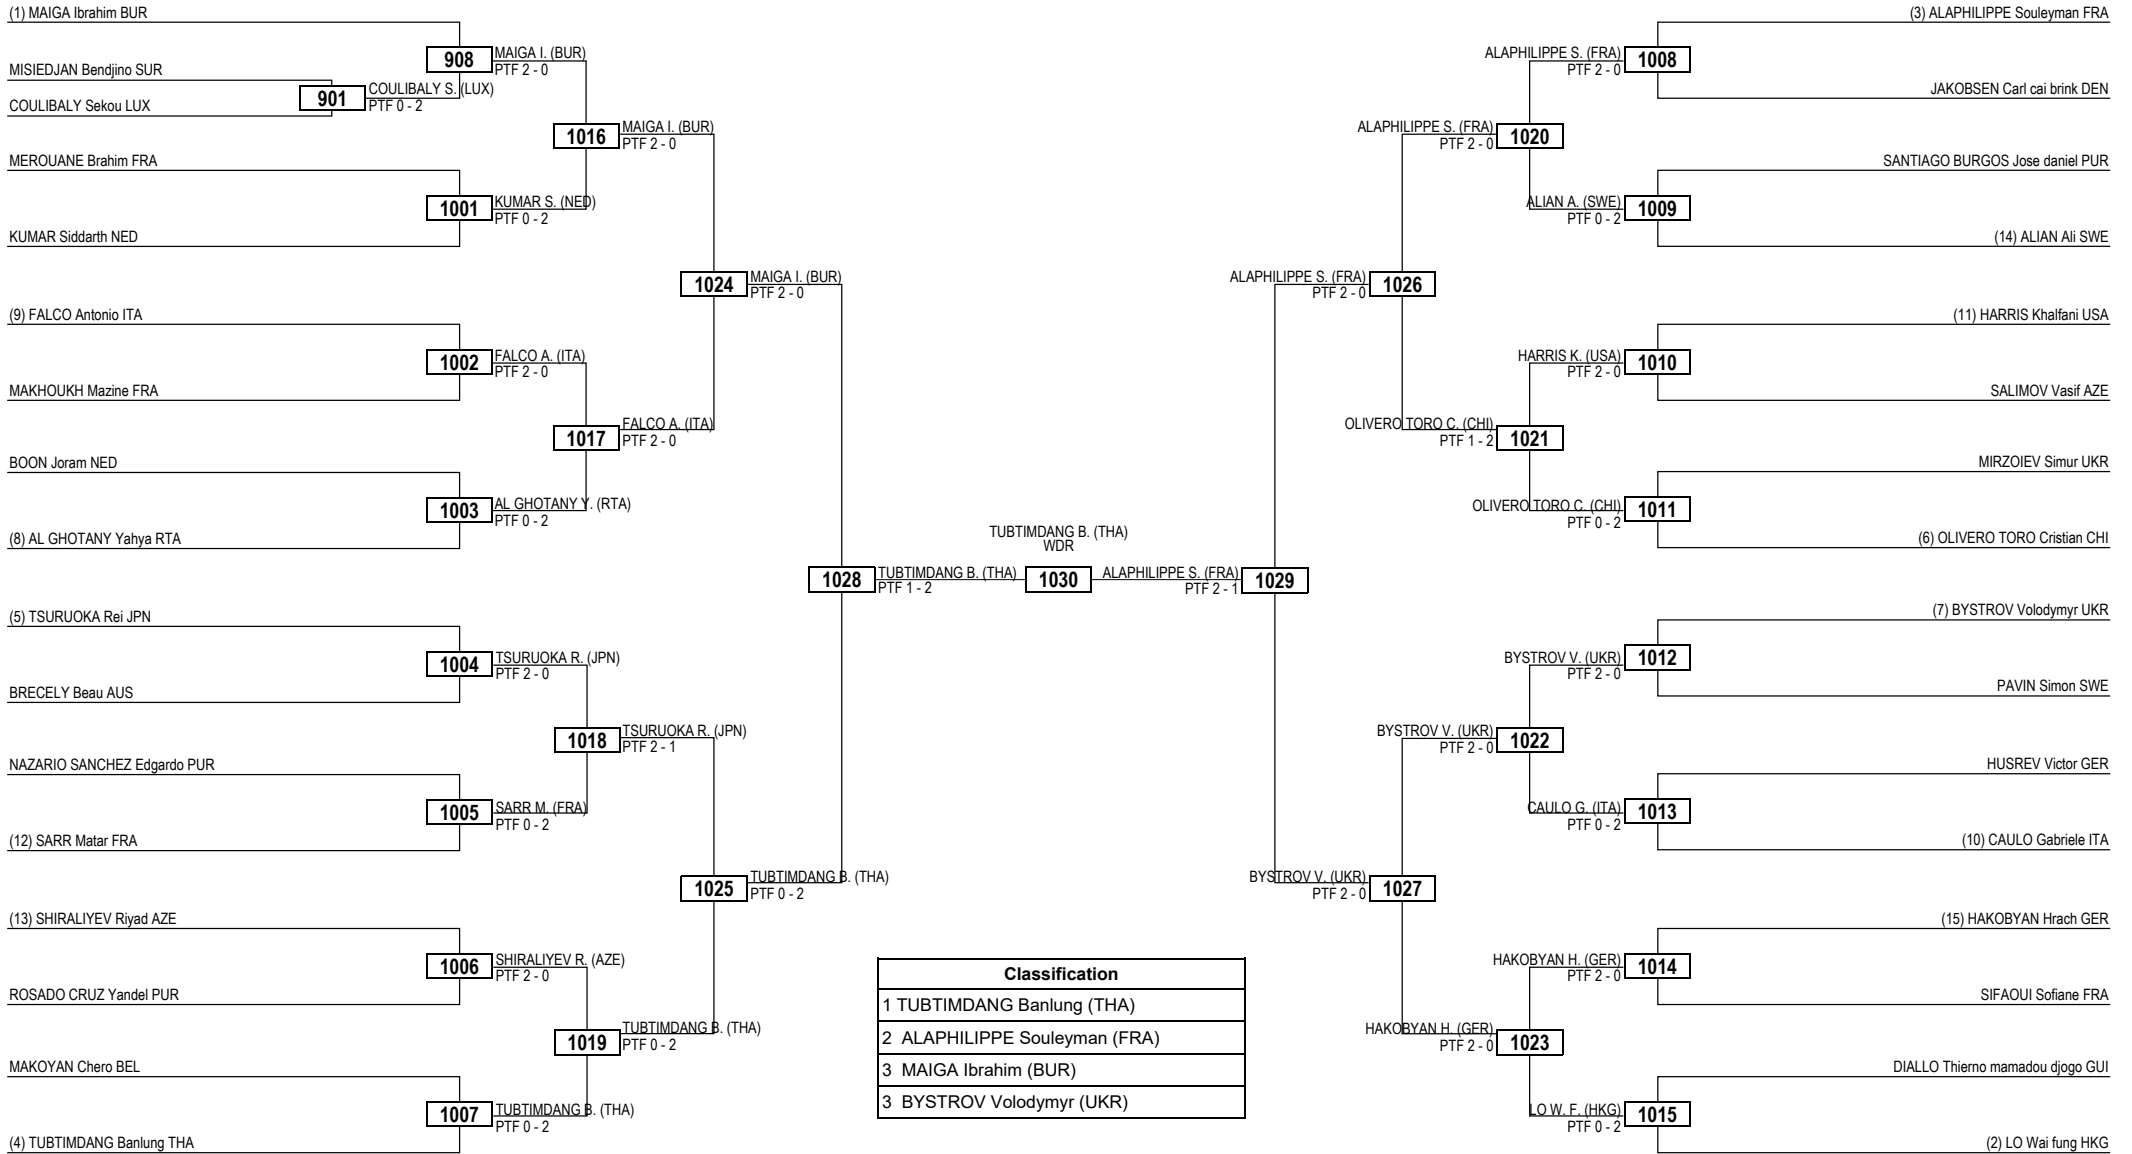 (1) MAIGA Ibrahim BUR
908
MAIGA I. (BUR)
PTF 2 - 0
MISIEDJAN Bendjino SUR
901
COULIBALY S. (LUX)
PTF 0 - 2
COULIBALY Sekou LUX
1016
MAIGA I. (BUR)
PTF 2 - 0
MEROUANE Brahim FRA
1001
KUMAR S. (NED)
PTF 0 - 2
KUMAR Siddarth NED
1024
MAIGA I. (BUR)
PTF 2 - 0
(9) FALCO Antonio ITA
1002
FALCO A. (ITA)
PTF 2 - 0
MAKHOUKH Mazine FRA
1017
FALCO A. (ITA)
PTF 2 - 0
BOON Joram NED
1003
AL GHOTANY Y. (RTA)
PTF 0 - 2
(8) AL GHOTANY Yahya RTA
1028
TUBTIMDANG B. (THA)
PTF 1 - 2
(5) TSURUOKA Rei JPN
1004
TSURUOKA R. (JPN)
PTF 2 - 0
BRECELY Beau AUS
1018
TSURUOKA R. (JPN)
PTF 2 - 1
NAZARIO SANCHEZ Edgardo PUR
1005
SARR M. (FRA)
PTF 0 - 2
(12) SARR Matar FRA
1025
TUBTIMDANG B. (THA)
PTF 0 - 2
(13) SHIRALIYEV Riyad AZE
1006
SHIRALIYEV R. (AZE)
PTF 2 - 0
ROSADO CRUZ Yandel PUR
1019
TUBTIMDANG B. (THA)
PTF 0 - 2
MAKOYAN Chero BEL
1007
TUBTIMDANG B. (THA)
PTF 0 - 2
(4) TUBTIMDANG Banlung THA
TUBTIMDANG B. (THA)
WDR
1030
(3) ALAPHILIPPE Souleyman FRA
ALAPHILIPPE S. (FRA)
PTF 2 - 0
1008
JAKOBSEN Carl cai brink DEN
ALAPHILIPPE S. (FRA)
PTF 2 - 0
1020
SANTIAGO BURGOS Jose daniel PUR
ALIAN A. (SWE)
PTF 0 - 2
1009
(14) ALIAN Ali SWE
ALAPHILIPPE S. (FRA)
PTF 2 - 0
1026
(11) HARRIS Khalfani USA
HARRIS K. (USA)
PTF 2 - 0
1010
SALIMOV Vasif AZE
OLIVERO TORO C. (CHI)
PTF 1 - 2
1021
MIRZOIEV Simur UKR
OLIVERO TORO C. (CHI)
PTF 0 - 2
1011
(6) OLIVERO TORO Cristian CHI
ALAPHILIPPE S. (FRA)
PTF 2 - 1
1029
(7) BYSTROV Volodymyr UKR
BYSTROV V. (UKR)
PTF 2 - 0
1012
PAVIN Simon SWE
BYSTROV V. (UKR)
PTF 2 - 0
1022
HUSREV Victor GER
CAULO G. (ITA)
PTF 0 - 2
1013
(10) CAULO Gabriele ITA
BYSTROV V. (UKR)
PTF 2 - 0
1027
(15) HAKOBYAN Hrach GER
HAKOBYAN H. (GER)
PTF 2 - 0
1014
SIFAOUI Sofiane FRA
HAKOBYAN H. (GER)
PTF 2 - 0
1023
DIALLO Thierno mamadou djogo GUI
LO W. F. (HKG)
PTF 0 - 2
1015
(2) LO Wai fung HKG
Classification
1 TUBTIMDANG Banlung (THA)
2 ALAPHILIPPE Souleyman (FRA)
3 MAIGA Ibrahim (BUR)
3 BYSTROV Volodymyr (UKR)